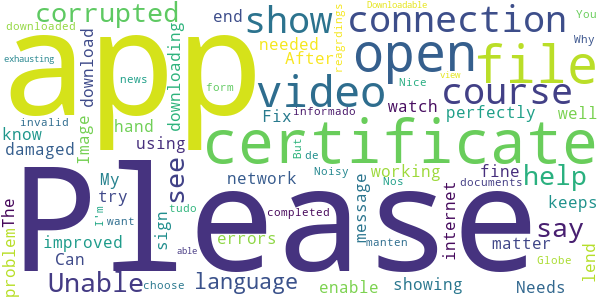 corrupted
downloaded
exhausting
end
show
needed
After
reagrdings
Downloadable
connection
Why
You
app
news
download
downloading
form
Image
invalid
know
damaged
hand
using
video
Fix
informado
open
watch
view
file
course
perfectly
Nice
well
certificate
The
My
try
see
But
de
Noisy
network
working
fine
help
Please
I'm
want
sign
tudo
completed
message
Nos
documents
keeps
say
internet
matter
lend
problem
improved
Can
errors
manten
Globe
Unable
choose
able
language
enable
showing
Needs